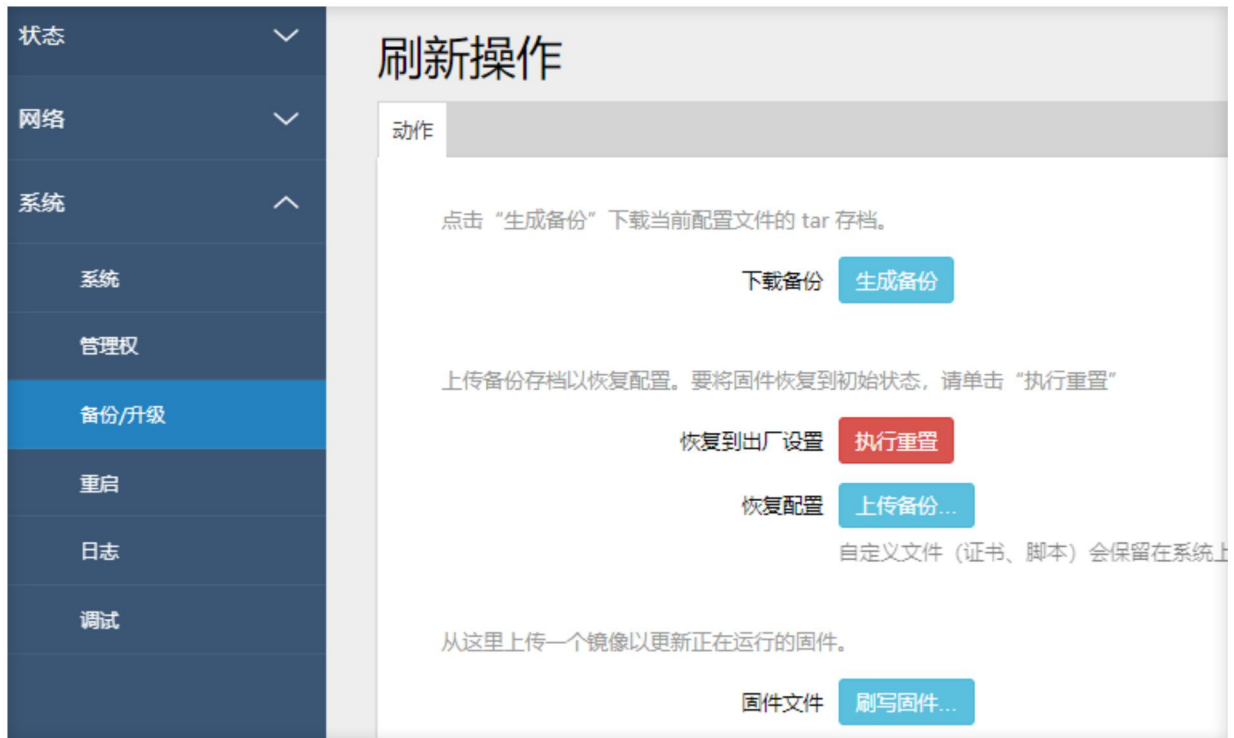 状态
网络
系统
系统
管理权
备份/升级
重启
日志
调试
刷新操作
动作
点击“生成备份”下载当前配置文件的 tar 存档。
下载备份 生成备份
上传备份存档以恢复配置。要将固件恢复到初始状态，请单击“执行重置”
恢复到出厂设置 执行重置
恢复配置 上传备份...
自定义文件（证书、脚本）会保留在系统上
从这里上传一个镜像以更新正在运行的固件。
固件文件 刷写固件...